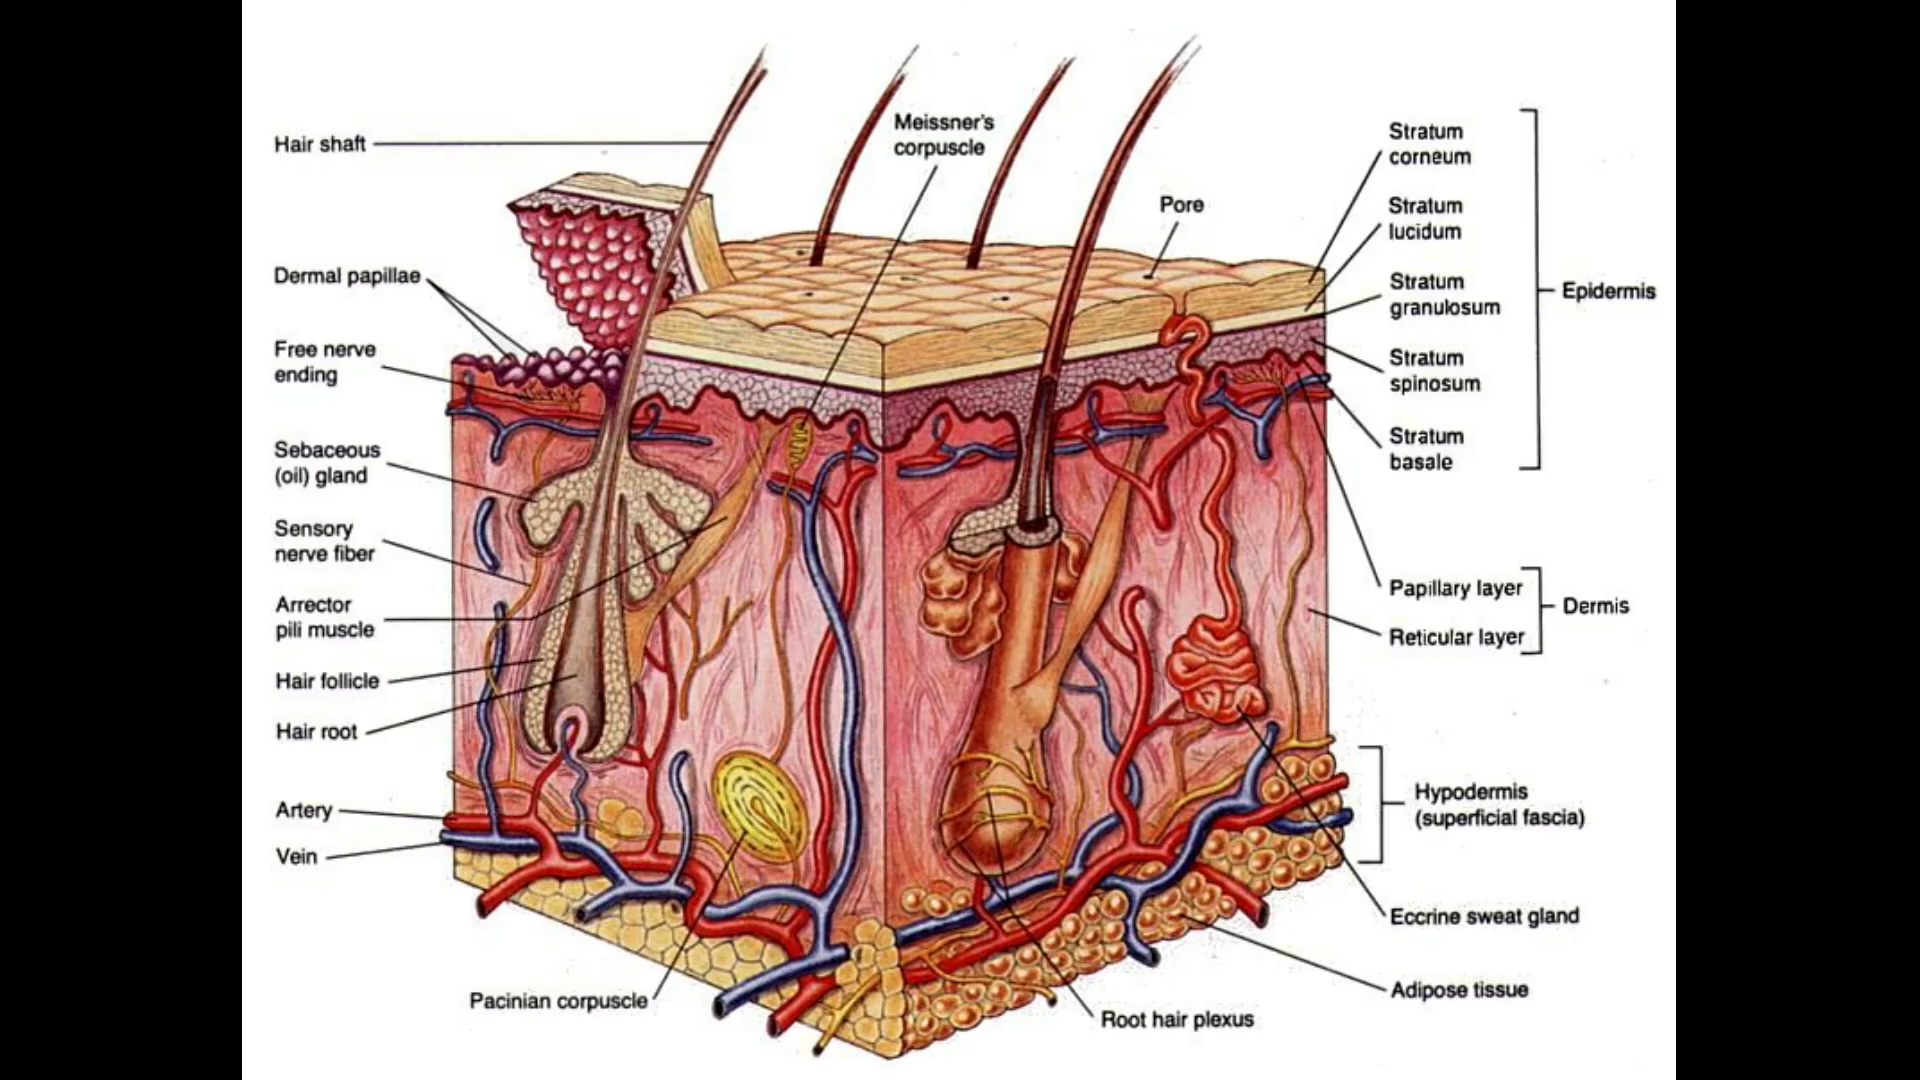 Hair shaft
Dermal papillae
Free nerve
ending
Sebaceous
(oil) gland
Sensory
nerve fiber
Arrector
pili muscle
Hair follicle
Hair root
Artery
Vein
Pacinian corpuscle
Meissner's
corpuscle
Pore
Stratum
corneum
Stratum
lucidum
Stratum
granulosum
Stratum
spinosum
Stratum
basale
Epidermis
Papillary layer
Reticular layer
Dermis
Hypodermis
(superficial fascia)
Eccrine sweat gland
Adipose tissue
Root hair plexus